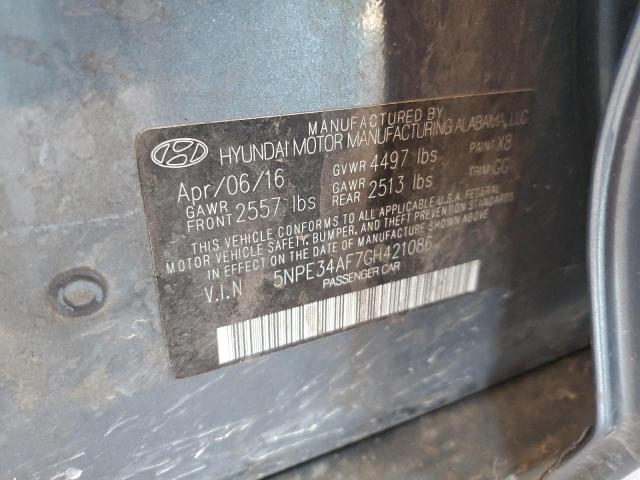 MANUFACTURED BY
HYUNDAI MOTOR MANUFACTURING ALABAMA, LLC
Apr/06/16 GVWR 4497 lbs PAINT X8
GAWR FRONT 2557 lbs GAWR REAR 2513 lbs TRIM GG
THIS VEHICLE CONFORMS TO ALL APPLICABLE U.S.A. FEDERAL
MOTOR VEHICLE SAFETY, BUMPER, AND THEFT PREVENTION STANDARDS
IN EFFECT ON THE DATE OF MANUFACTURE SHOWN ABOVE.
V.I.N 5NPE34AF7GH421086
PASSENGER CAR